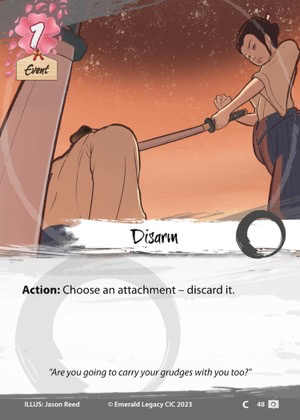 1
Event
Disarm
Action: Choose an attachment – discard it.
"Are you going to carry your grudges with you too?"
ILLUS: Jason Reed © Emerald Legacy CIC 2023 C 48